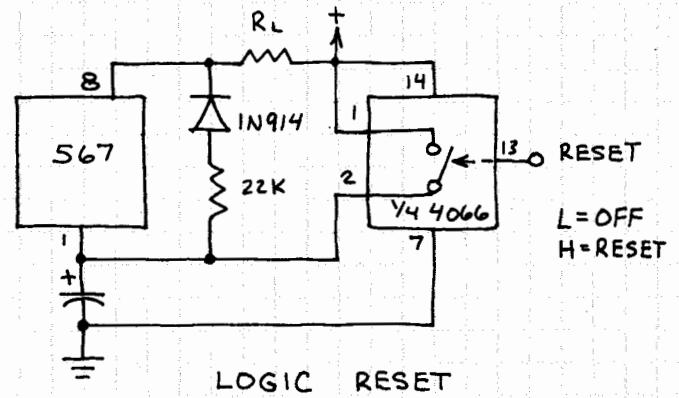 RL
+
8
14
1N914
1
567
13
RESET
22K
2
1/4 4066
L=OFF
1
7
H=RESET
+
LOGIC RESET